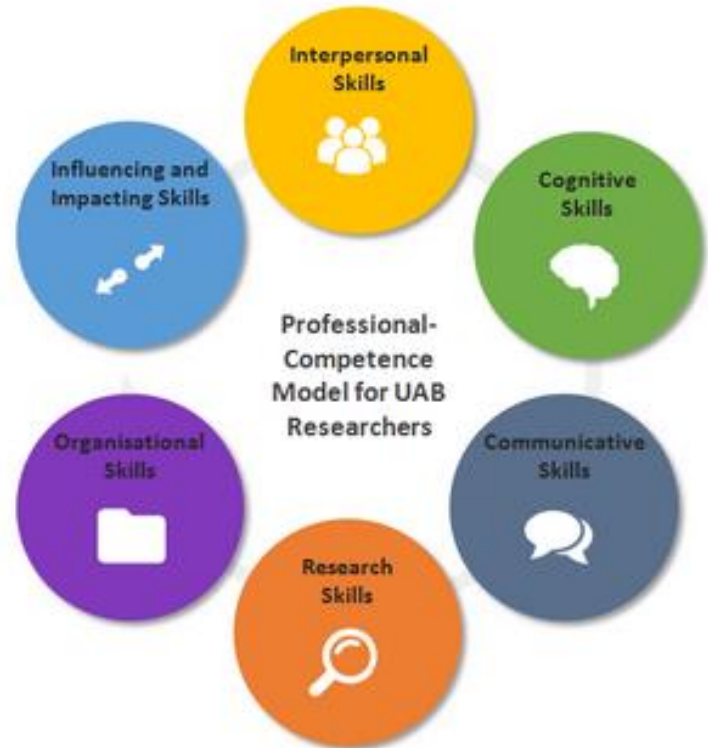 Interpersonal
Skills
Influencing and
Impacting Skills
Cognitive
Skills
Professional-
Competence
Model for UAB
Researchers
Organisational
Skills
Communicative
Skills
Research
Skills